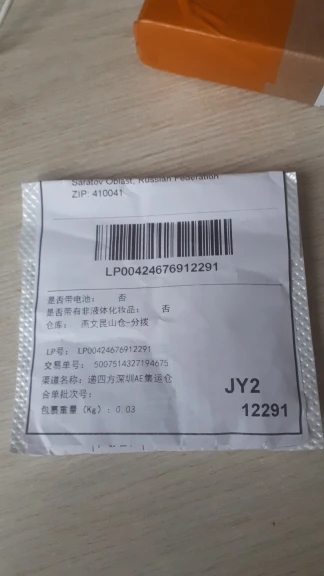 Saratov Oblast, Russian Federation
ZIP: 410041
LP00424676912291
是否带电池： 否
是否带有非液体化妆品： 否
仓库： 燕文民山仓-分拨
LP号： LP00424676912291
交易单号： 5007514327194675
渠道名称：递四方深圳AE集运仓
合单批次号：
包裹重量（Kg）：0.03
JY2
12291